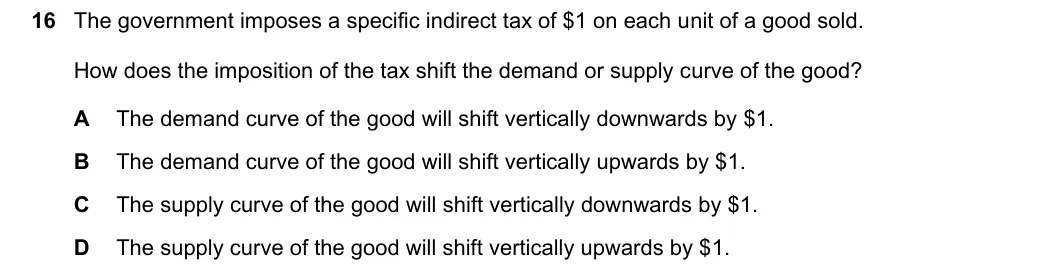 16 The government imposes a specific indirect tax of $1 on each unit of a good sold.
How does the imposition of the tax shift the demand or supply curve of the good?
A The demand curve of the good will shift vertically downwards by $1.
B The demand curve of the good will shift vertically upwards by $1.
C The supply curve of the good will shift vertically downwards by $1.
D The supply curve of the good will shift vertically upwards by $1.